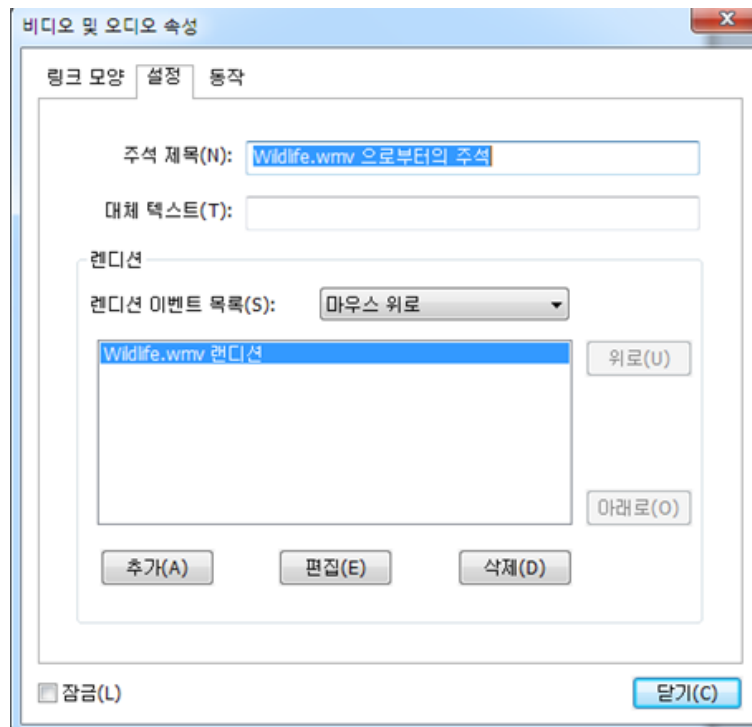 비디오 및 오디오 속성
링크 모양 설정 동작
주석 제목(N): Wildlife.wmv 으로부터의 주석
대체 텍스트(T):
렌디션
렌디션 이벤트 목록(S): 마우스 위로
Wildlife.wmv 랜디션
위로(U)
아래로(O)
추가(A) 편집(E) 삭제(D)
잠금(L) 닫기(C)